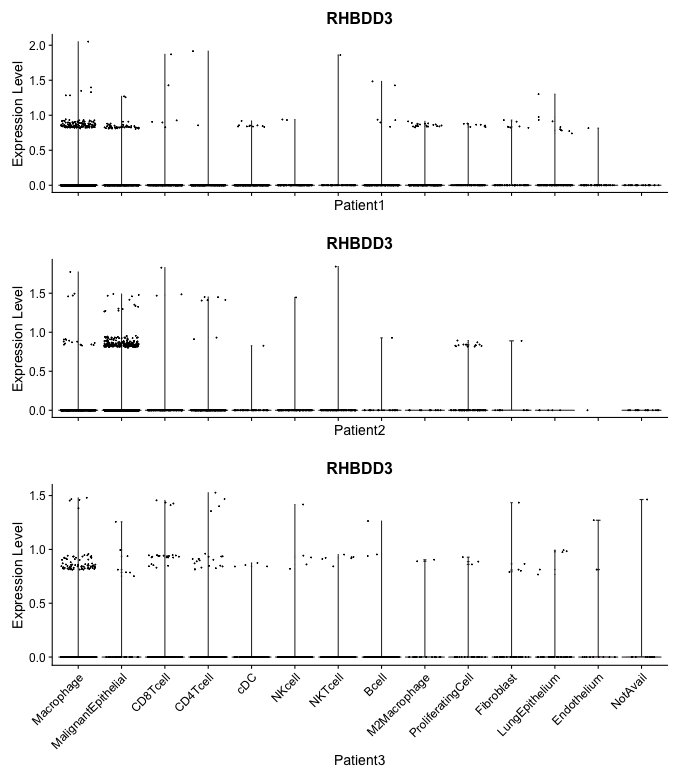 RHBDD3
Expression Level
2.0
1.5
1.0
0.5
0.0
Patient1
RHBDD3
Expression Level
1.5
1.0
0.5
0.0
Patient2
RHBDD3
Expression Level
1.5
1.0
0.5
0.0
Macrophage
MalignantEpithelial
CD8Tcell
CD4Tcell
cDC
NKcell
NKTcell
Bcell
M2Macrophage
ProliferatingCell
Fibroblast
LungEpithelium
Endothelium
NotAvail
Patient3